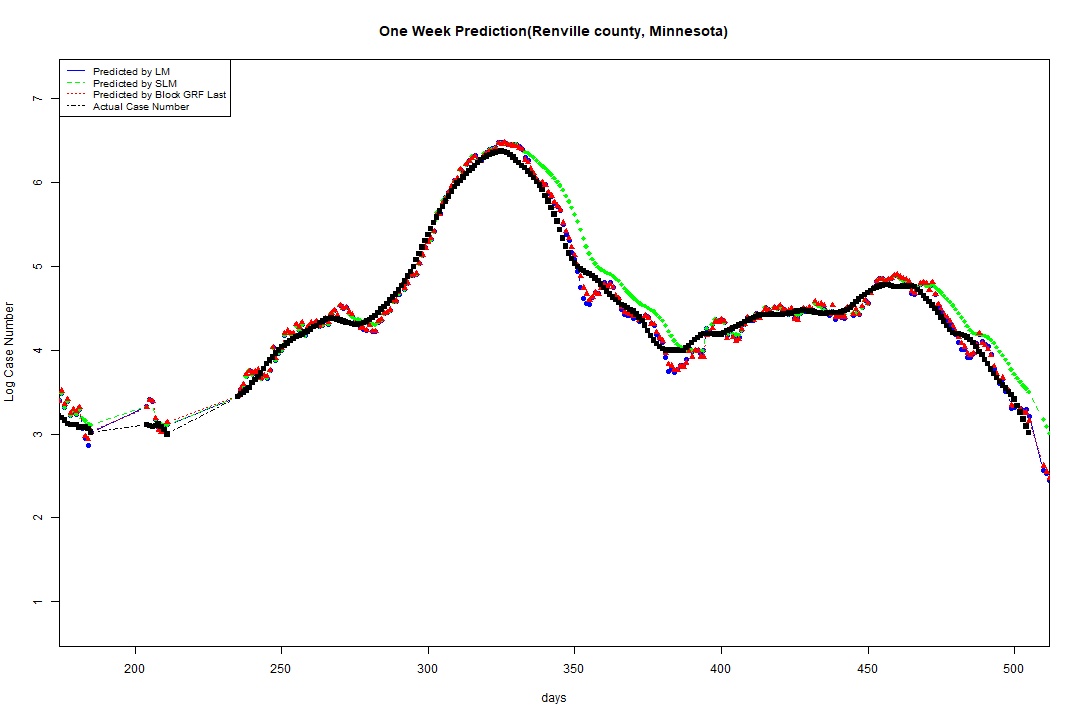 One Week Prediction(Renville county, Minnesota)
Predicted by LM
Predicted by SLM
Predicted by Block GRF Last
Actual Case Number
Log Case Number
7
6
5
4
3
2
1
200 250 300 350 400 450 500
days